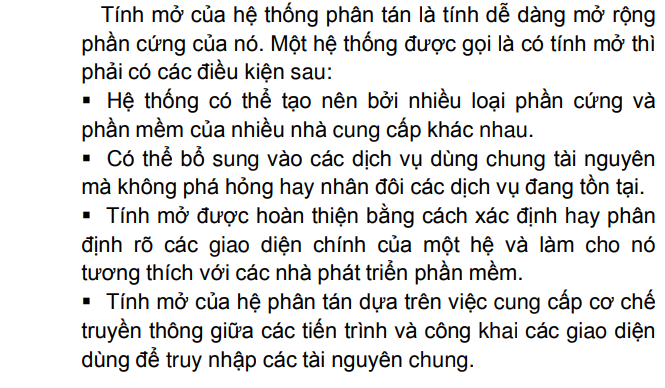 Tính mở của hệ thống phân tán là tính dễ dàng mở rộng
phần cứng của nó. Một hệ thống được gọi là có tính mở thì
phải có các điều kiện sau:
▪ Hệ thống có thể tạo nên bởi nhiều loại phần cứng và
phần mềm của nhiều nhà cung cấp khác nhau.
▪ Có thể bổ sung vào các dịch vụ dùng chung tài nguyên
mà không phá hỏng hay nhân đôi các dịch vụ đang tồn tại.
▪ Tính mở được hoàn thiện bằng cách xác định hay phân
định rõ các giao diện chính của một hệ và làm cho nó
tương thích với các nhà phát triển phần mềm.
▪ Tính mở của hệ phân tán dựa trên việc cung cấp cơ chế
truyền thông giữa các tiến trình và công khai các giao diện
dùng để truy nhập các tài nguyên chung.